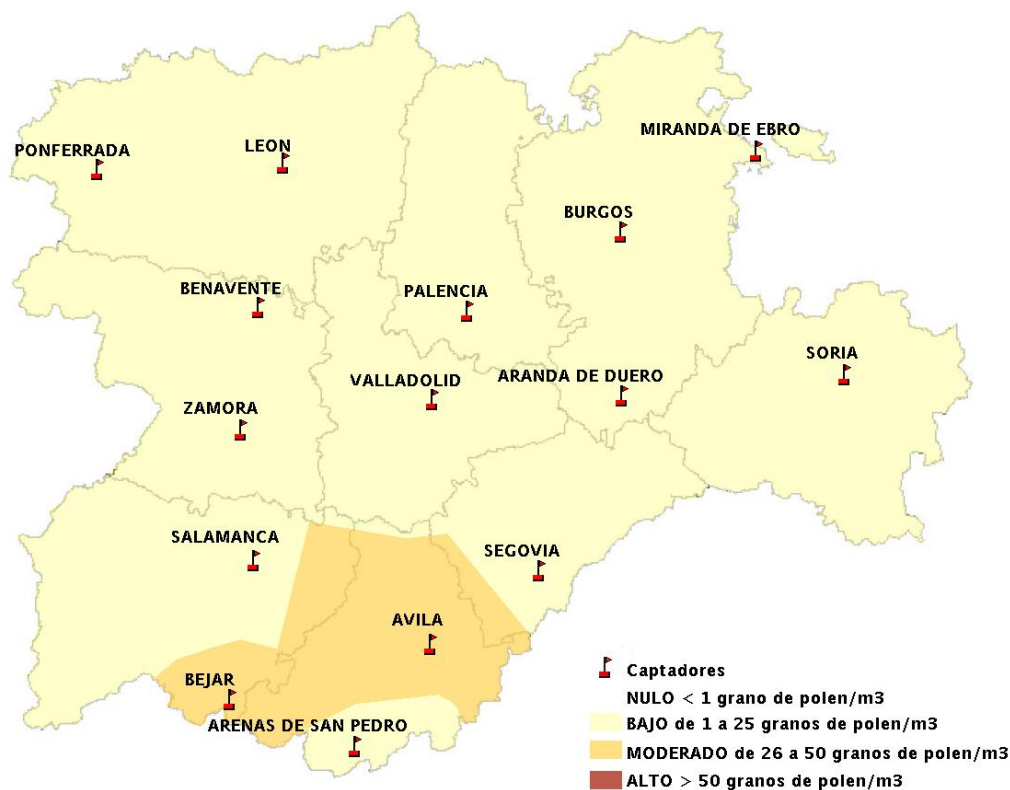 MIRANDA DE EBRO
PONFERRADA
LEON
BURGOS
BENAVENTE
PALENCIA
SORIA
VALLADOLID
ARANDA DE DUERO
ZAMORA
SALAMANCA
SEGOVIA
AVILA
BEJAR
ARENAS DE SAN PEDRO
Captadores
NULO < 1 grano de polen/m3
BAJO de 1 a 25 granos de polen/m3
MODERADO de 26 a 50 granos de polen/m3
ALTO > 50 granos de polen/m3